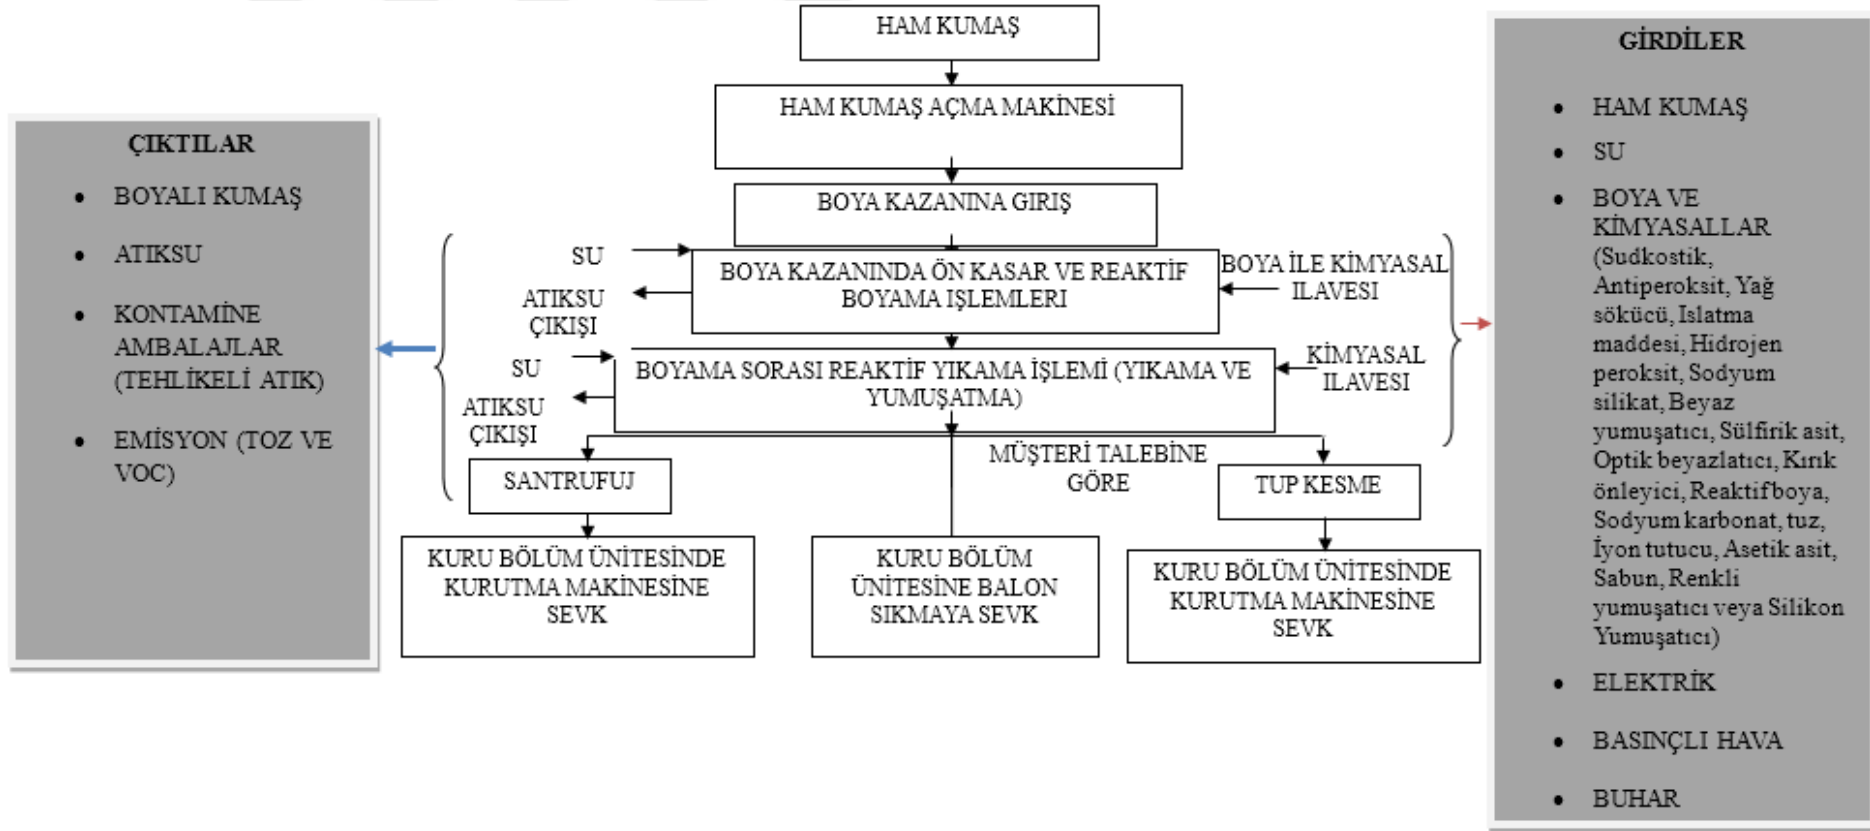 HAM KUMAŞ
HAM KUMAŞ AÇMA MAKİNESİ
BOYA KAZANINA GIRIŞ
SU
ATIKSU
ÇIKIŞI
BOYA KAZANINDA ÖN KASAR VE REAKTİF
BOYAMA IŞLEMLERI
BOYA İLE KİMYASAL
ILAVESİ
SU
ATIKSU
ÇIKIŞI
BOYAMA SORASI REAKTİF YIKAMA İŞLEMİ (YIKAMA VE
YUMUŞATMA)
KİMYASAL
ILAVESİ
MÜŞTERİ TALEBİNE
GÖRE
SANTRUFUJ
TUP KESME
KURU BÖLÜM ÜNİTESİNDE
KURUTMA MAKİNESİNE
SEVK
KURU BÖLÜM
ÜNİTESİNE BALON
SIKMAYA SEVK
KURU BÖLÜM ÜNİTESİNDE
KURUTMA MAKİNESİNE
SEVK
ÇIKTILAR
• BOYALI KUMAŞ
• ATIKSU
• KONTAMİNE
AMBALAJLAR
(TEHLİKELİ ATIK)
• EMİSYON (TOZ VE
VOC)
GİRDİLER
• HAM KUMAŞ
• SU
• BOYA VE
KİMYASALLAR
(Sudkostik,
Antiperoksit, Yağ
sökücü, Islatma
maddesi, Hidrojen
peroksit, Sodyum
silikat, Beyaz
yumuşatıcı, Sülfirik asit,
Optik beyazlatıcı, Kırık
önleyici, Reaktif boya,
Sodyum karbonat, tuz,
İyon tutucu, Asetik asit,
Sabun, Renkli
yumuşatıcı veya Silikon
Yumuşatıcı)
• ELEKTRİK
• BASINÇLI HAVA
• BUHAR